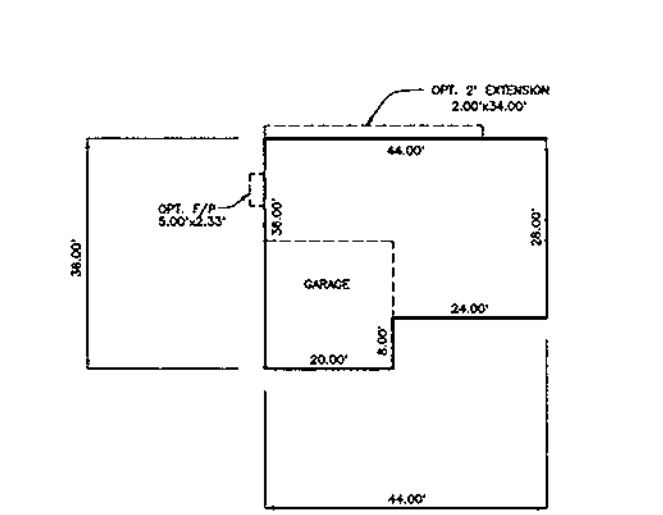 OPT. 2' EXTENSION
2.00'x34.00'
44.00'
OPT. F/P
5.00'x2.33'
36.00'
36.00'
28.00'
GARAGE
24.00'
8.00'
20.00'
44.00'